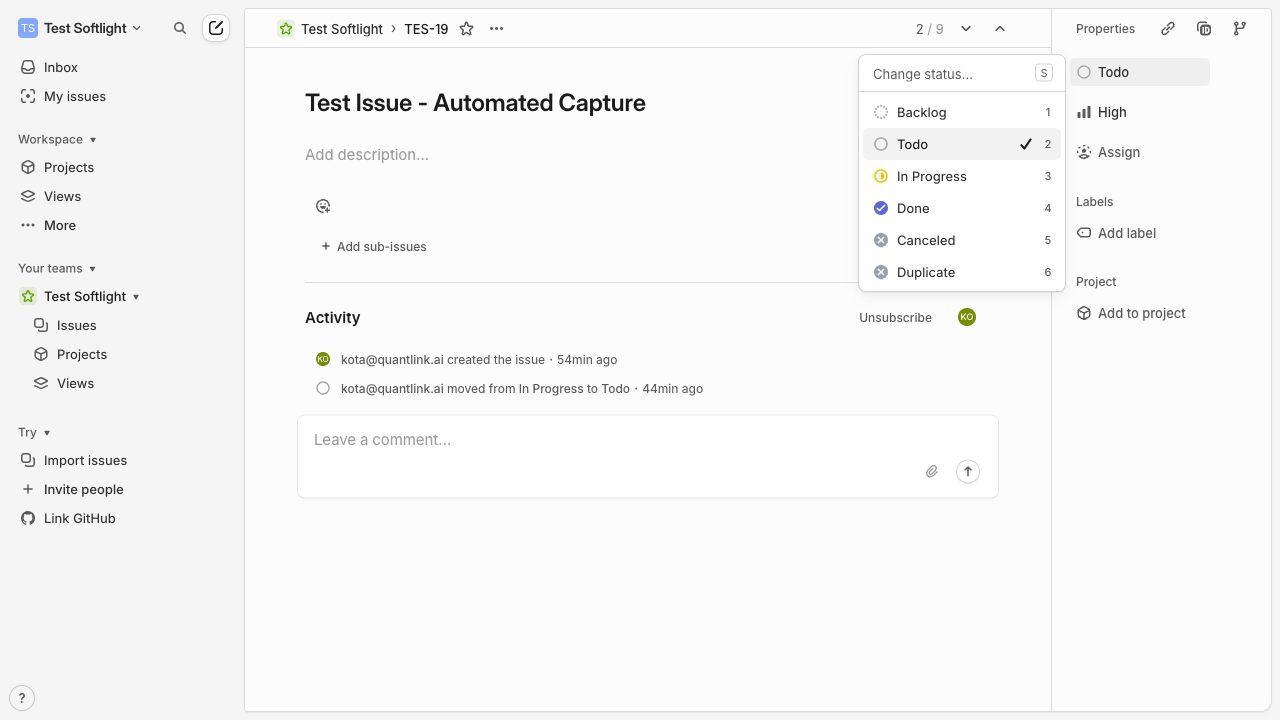 TS Test Softlight
Inbox
My issues
Workspace
Projects
Views
More
Your teams
Test Softlight
Issues
Projects
Views
Try
Import issues
Invite people
Link GitHub
?
Test Softlight › TES-19
2 / 9
Test Issue - Automated Capture
Add description...
+ Add sub-issues
Activity
Unsubscribe KO
KO kota@quantlink.ai created the issue · 54min ago
kota@quantlink.ai moved from In Progress to Todo · 44min ago
Leave a comment...
Change status... S
Backlog 1
Todo 2
In Progress 3
Done 4
Canceled 5
Duplicate 6
Properties
Todo
High
Assign
Labels
Add label
Project
Add to project